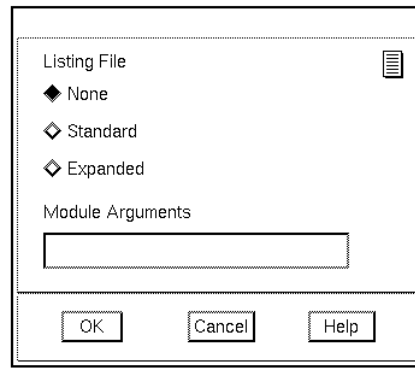 Listing File
None
Standard
Expanded
Module Arguments
OK Cancel Help